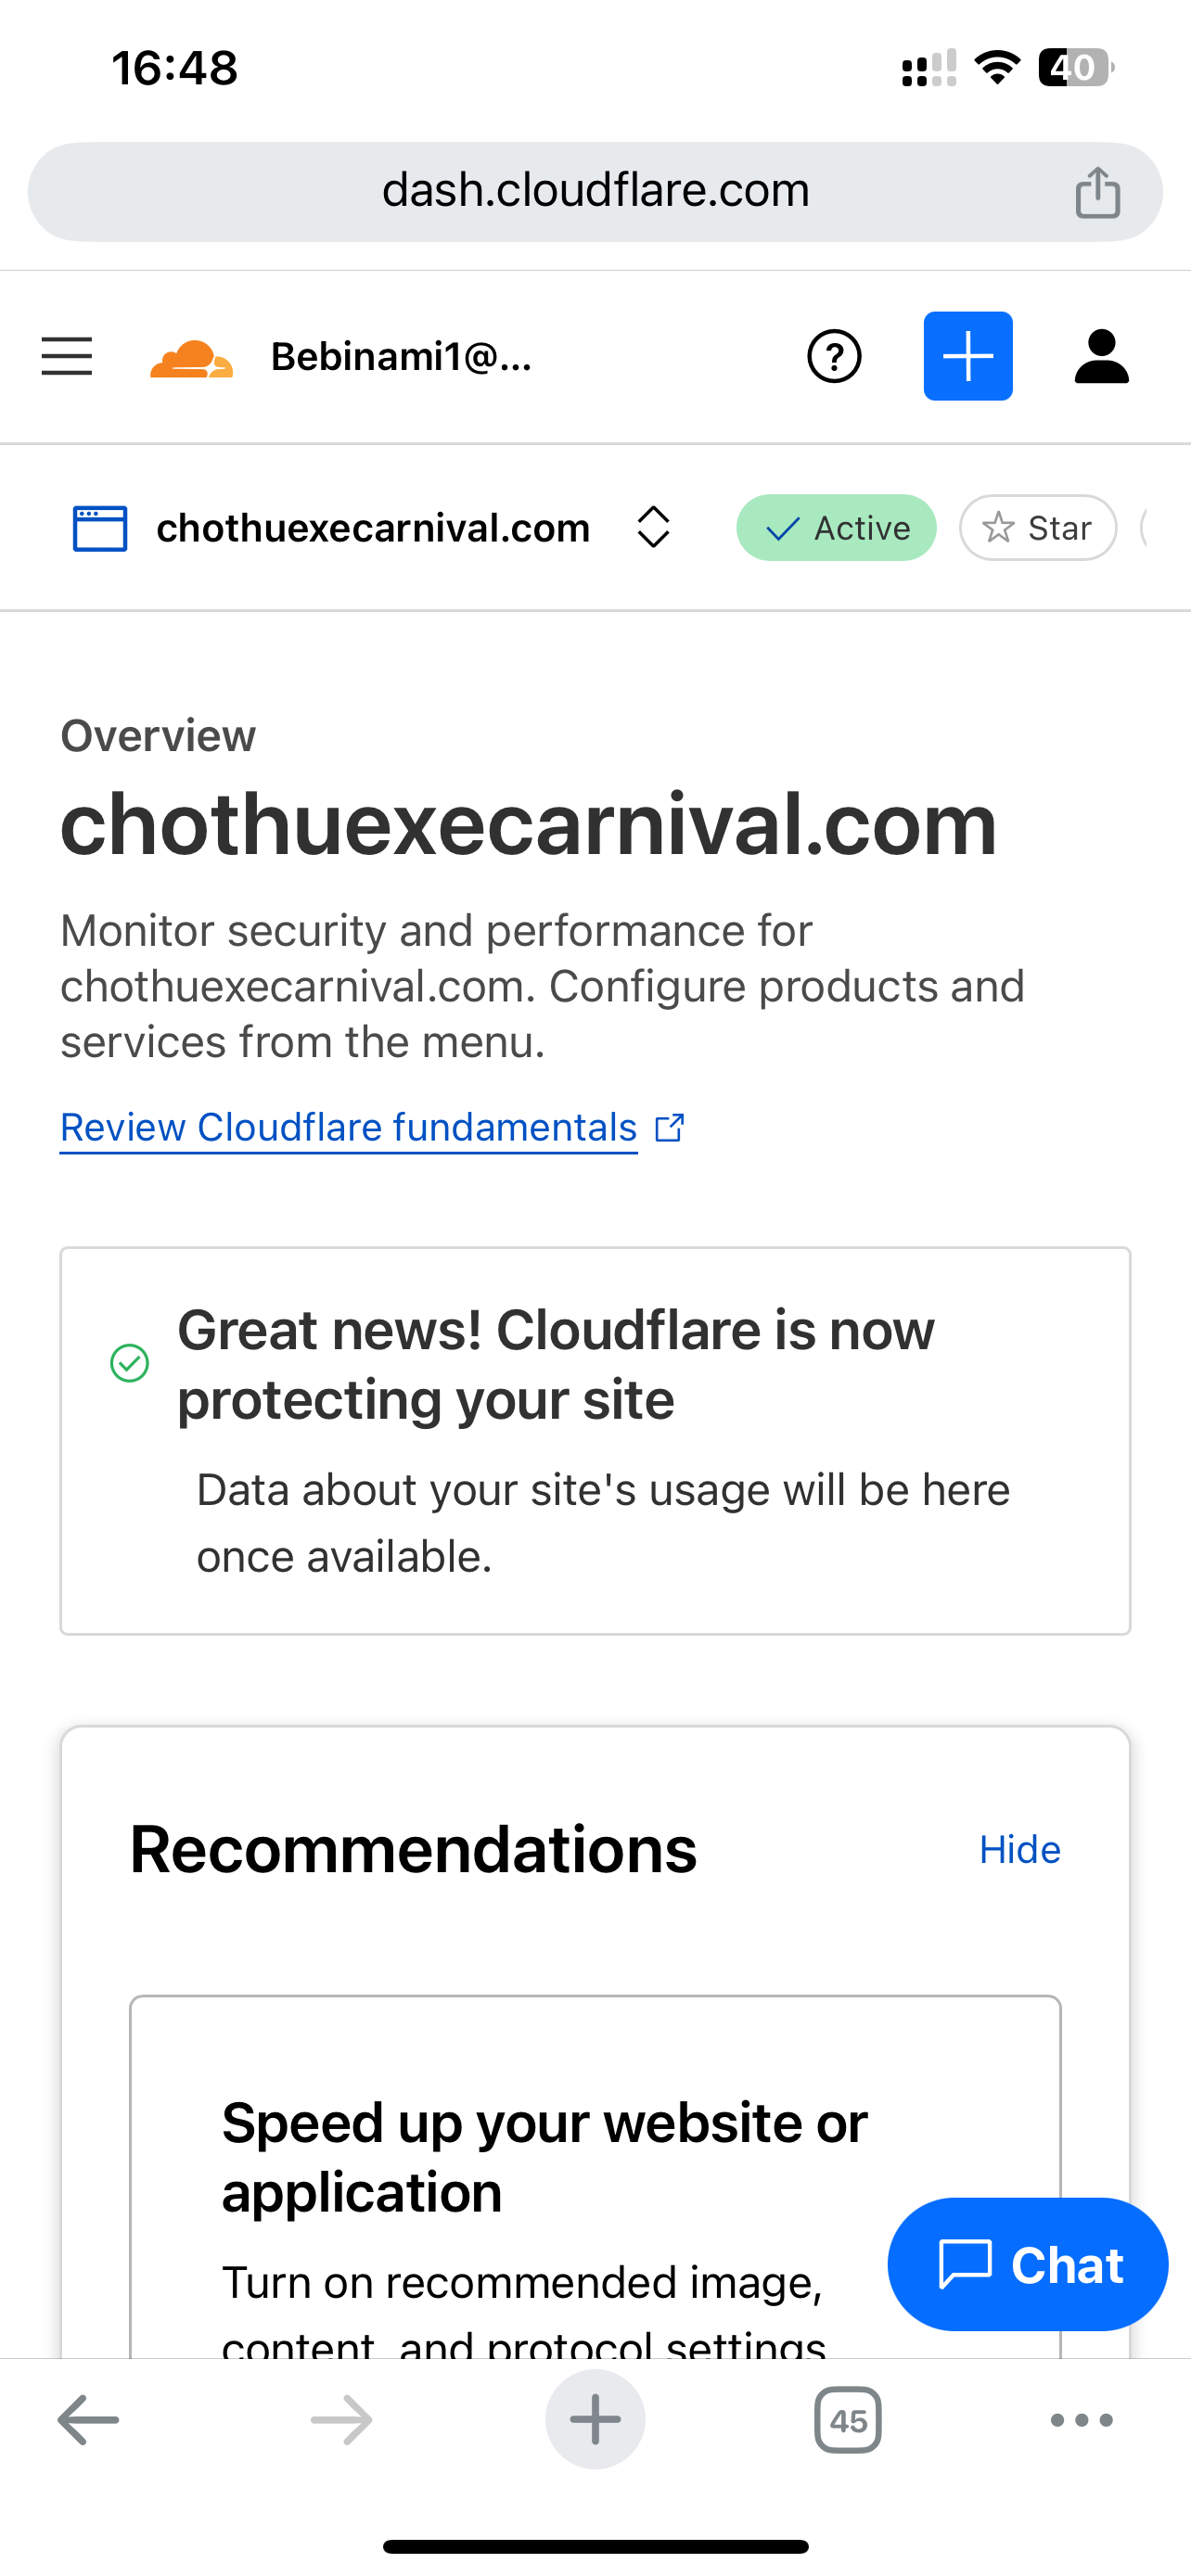 16:48
40
dash.cloudflare.com
Bebinami1@...
chothuexecarnival.com
Active
Star
Overview
chothuexecarnival.com
Monitor security and performance for
chothuexecarnival.com. Configure products and
services from the menu.
Review Cloudflare fundamentals
Great news! Cloudflare is now
protecting your site
Data about your site's usage will be here
once available.
Recommendations
Hide
Speed up your website or
application
Turn on recommended image,
content, and protocol settings
Chat
45